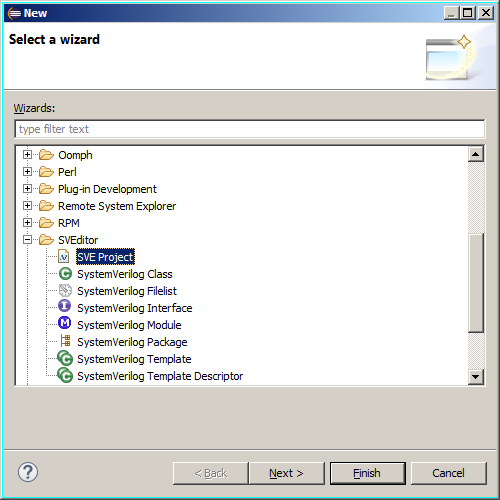 New
Select a wizard
Wizards:
type filter text
Oomph
Perl
Plug-in Development
Remote System Explorer
RPM
SVEditor
SVE Project
SystemVerilog Class
SystemVerilog Filelist
SystemVerilog Interface
SystemVerilog Module
SystemVerilog Package
SystemVerilog Template
SystemVerilog Template Descriptor
? < Back Next > Finish Cancel